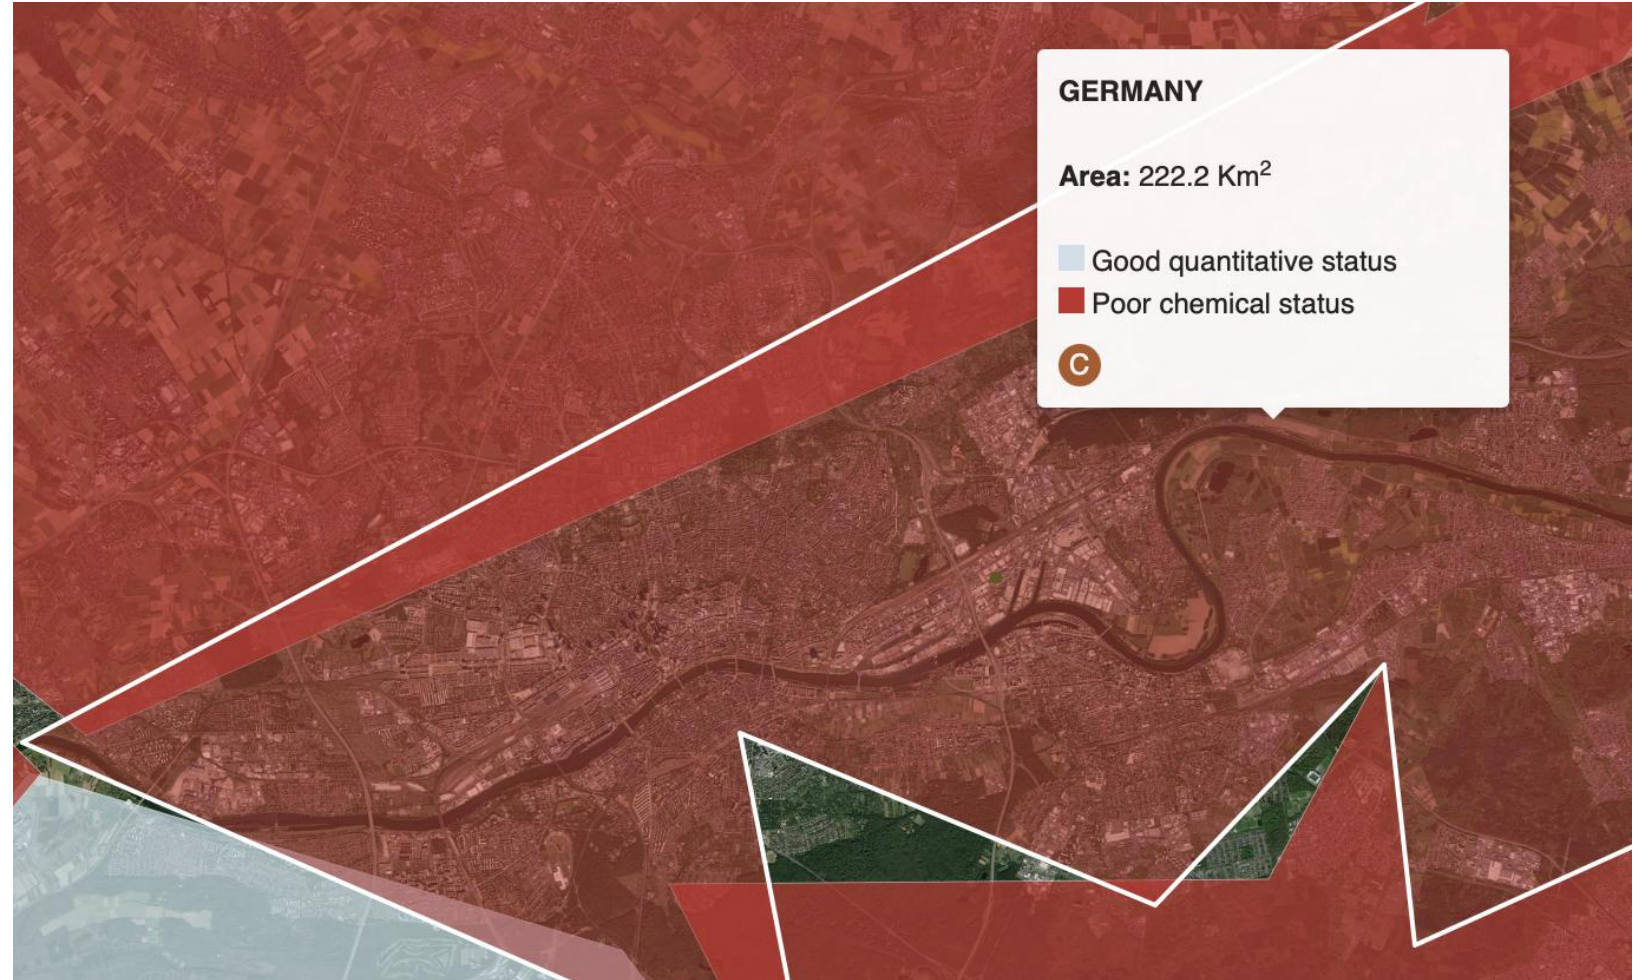 GERMANY
Area: 222.2 Km²
Good quantitative status
Poor chemical status
C